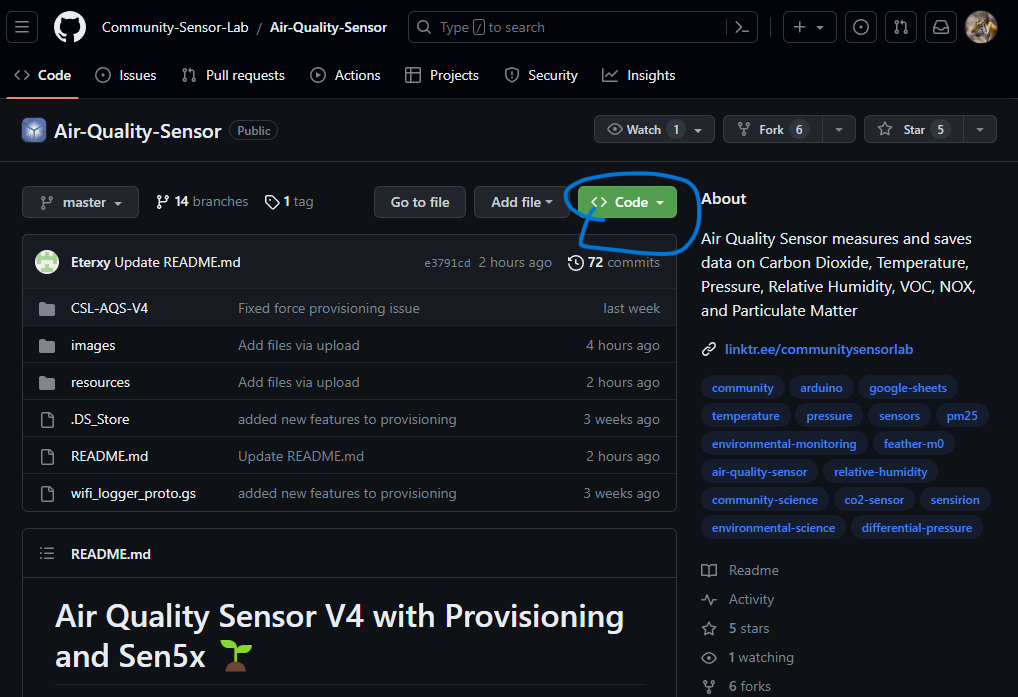 Community-Sensor-Lab / Air-Quality-Sensor Type / to search
Code Issues Pull requests Actions Projects Security Insights
Air-Quality-Sensor Public Watch 1 Fork 6 Star 5
master 14 branches 1 tag Go to file Add file Code
Eterxy Update README.md e3791cd 2 hours ago 72 commits
CSL-AQS-V4 Fixed force provisioning issue last week
images Add files via upload 4 hours ago
resources Add files via upload 2 hours ago
.DS_Store added new features to provisioning 3 weeks ago
README.md Update README.md 2 hours ago
wifi_logger_proto.gs added new features to provisioning 3 weeks ago
README.md
Air Quality Sensor V4 with Provisioning
and Sen5x
About
Air Quality Sensor measures and saves
data on Carbon Dioxide, Temperature,
Pressure, Relative Humidity, VOC, NOX,
and Particulate Matter
linktr.ee/communitysensorlab
community arduino google-sheets
temperature pressure sensors pm25
environmental-monitoring feather-m0
air-quality-sensor relative-humidity
community-science co2-sensor sensirion
environmental-science differential-pressure
Readme
Activity
5 stars
1 watching
6 forks